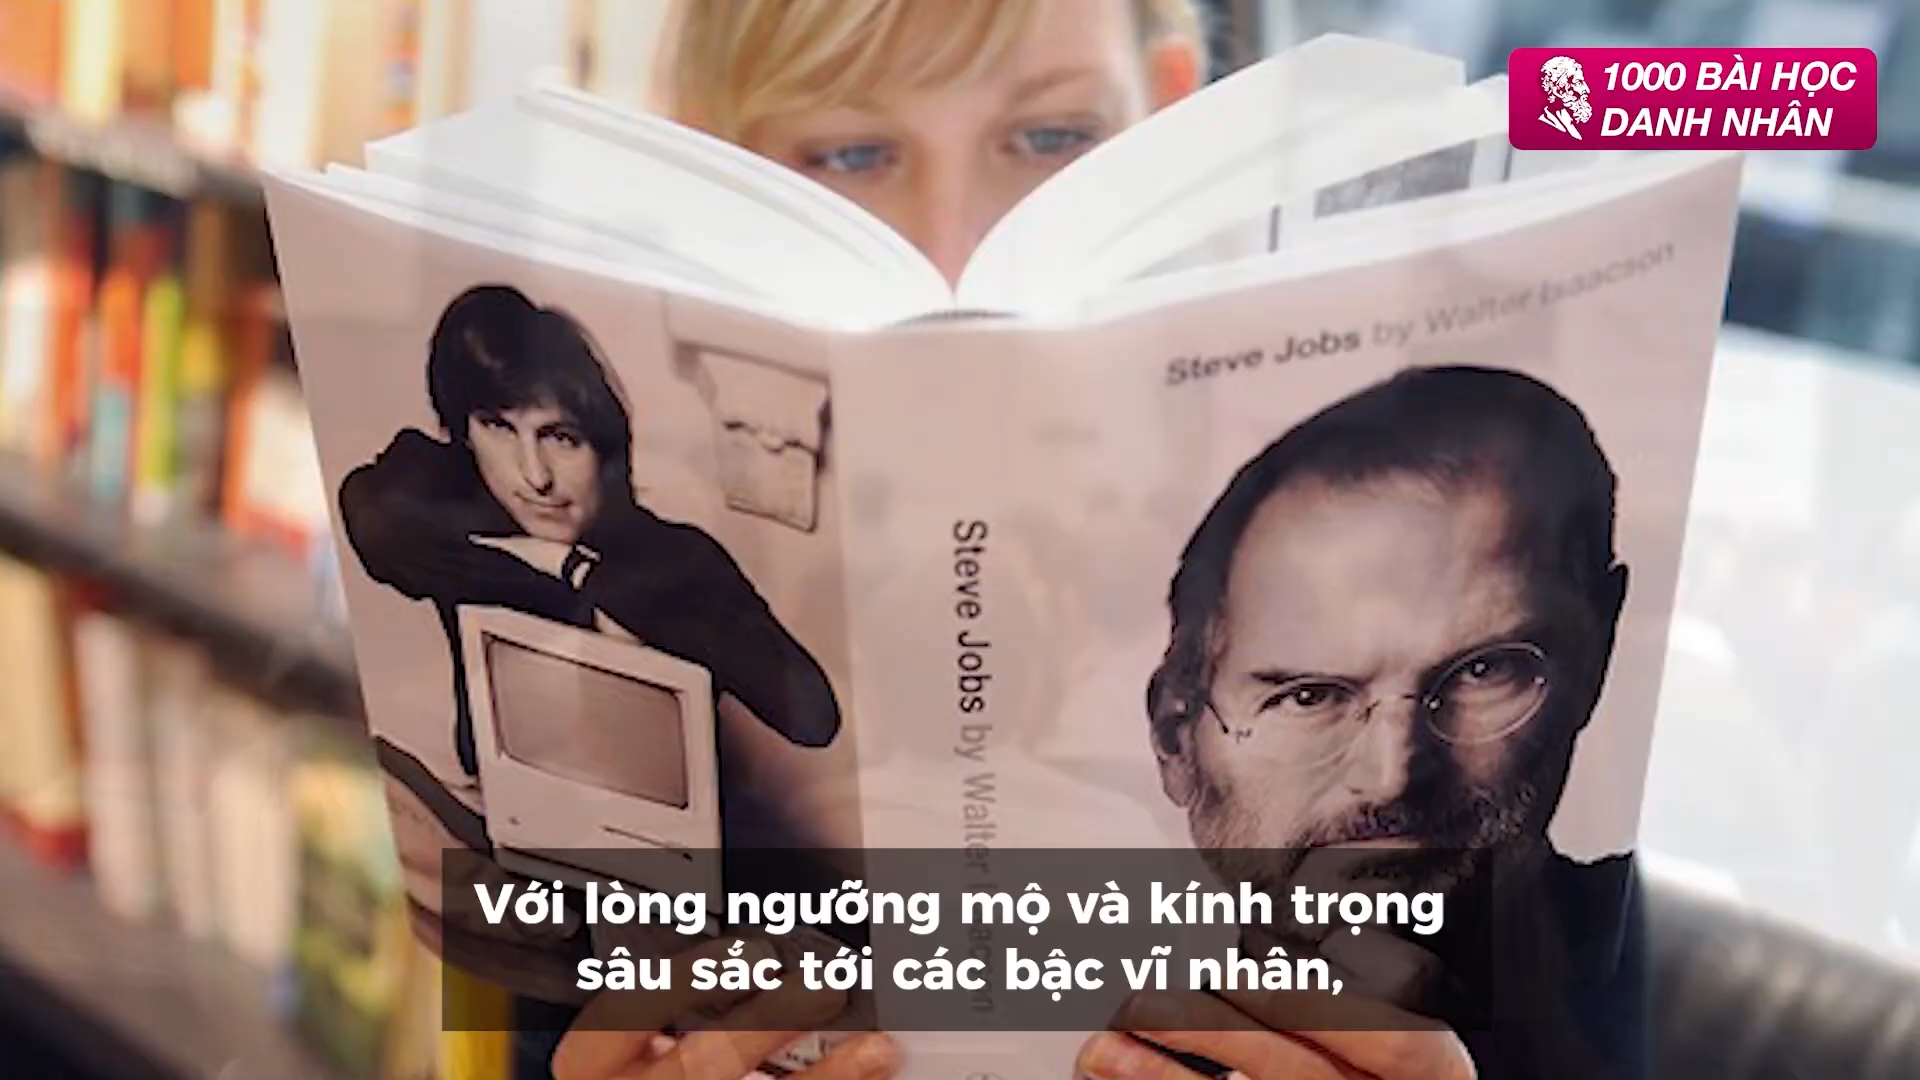 1000 BÀI HỌC
DANH NHÂN
Steve Jobs by Walter Isaacson
Steve Jobs by Walter Isaacson
Với lòng ngưỡng mộ và kính trọng
sâu sắc tới các bậc vĩ nhân,